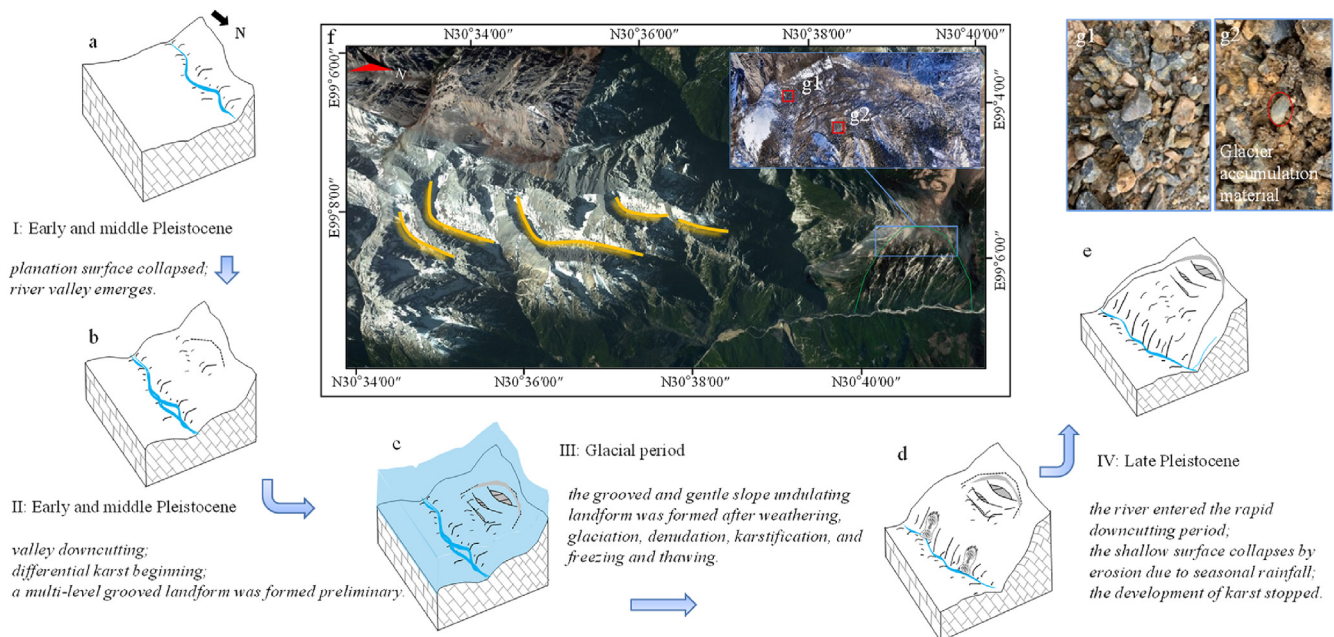 a
N
I: Early and middle Pleistocene
planation surface collapsed;
river valley emerges.
b
II: Early and middle Pleistocene
valley downcutting;
differential karst beginning;
a multi-level grooved landform was formed preliminary.
c
III: Glacial period
the grooved and gentle slope undulating
landform was formed after weathering,
glaciation, denudation, karstification, and
freezing and thawing.
d
IV: Late Pleistocene
the river entered the rapid
downcutting period;
the shallow surface collapses by
erosion due to seasonal rainfall;
the development of karst stopped.
e
f
N30°34′00″
N30°36′00″
N30°38′00″
N30°40′00″
E99°6′00″
E99°8′00″
N
g1
g2
E99°4′00″
E99°6′00″
N30°34′00″
N30°36′00″
N30°38′00″
N30°40′00″
g1
g2
Glacier
accumulation
material